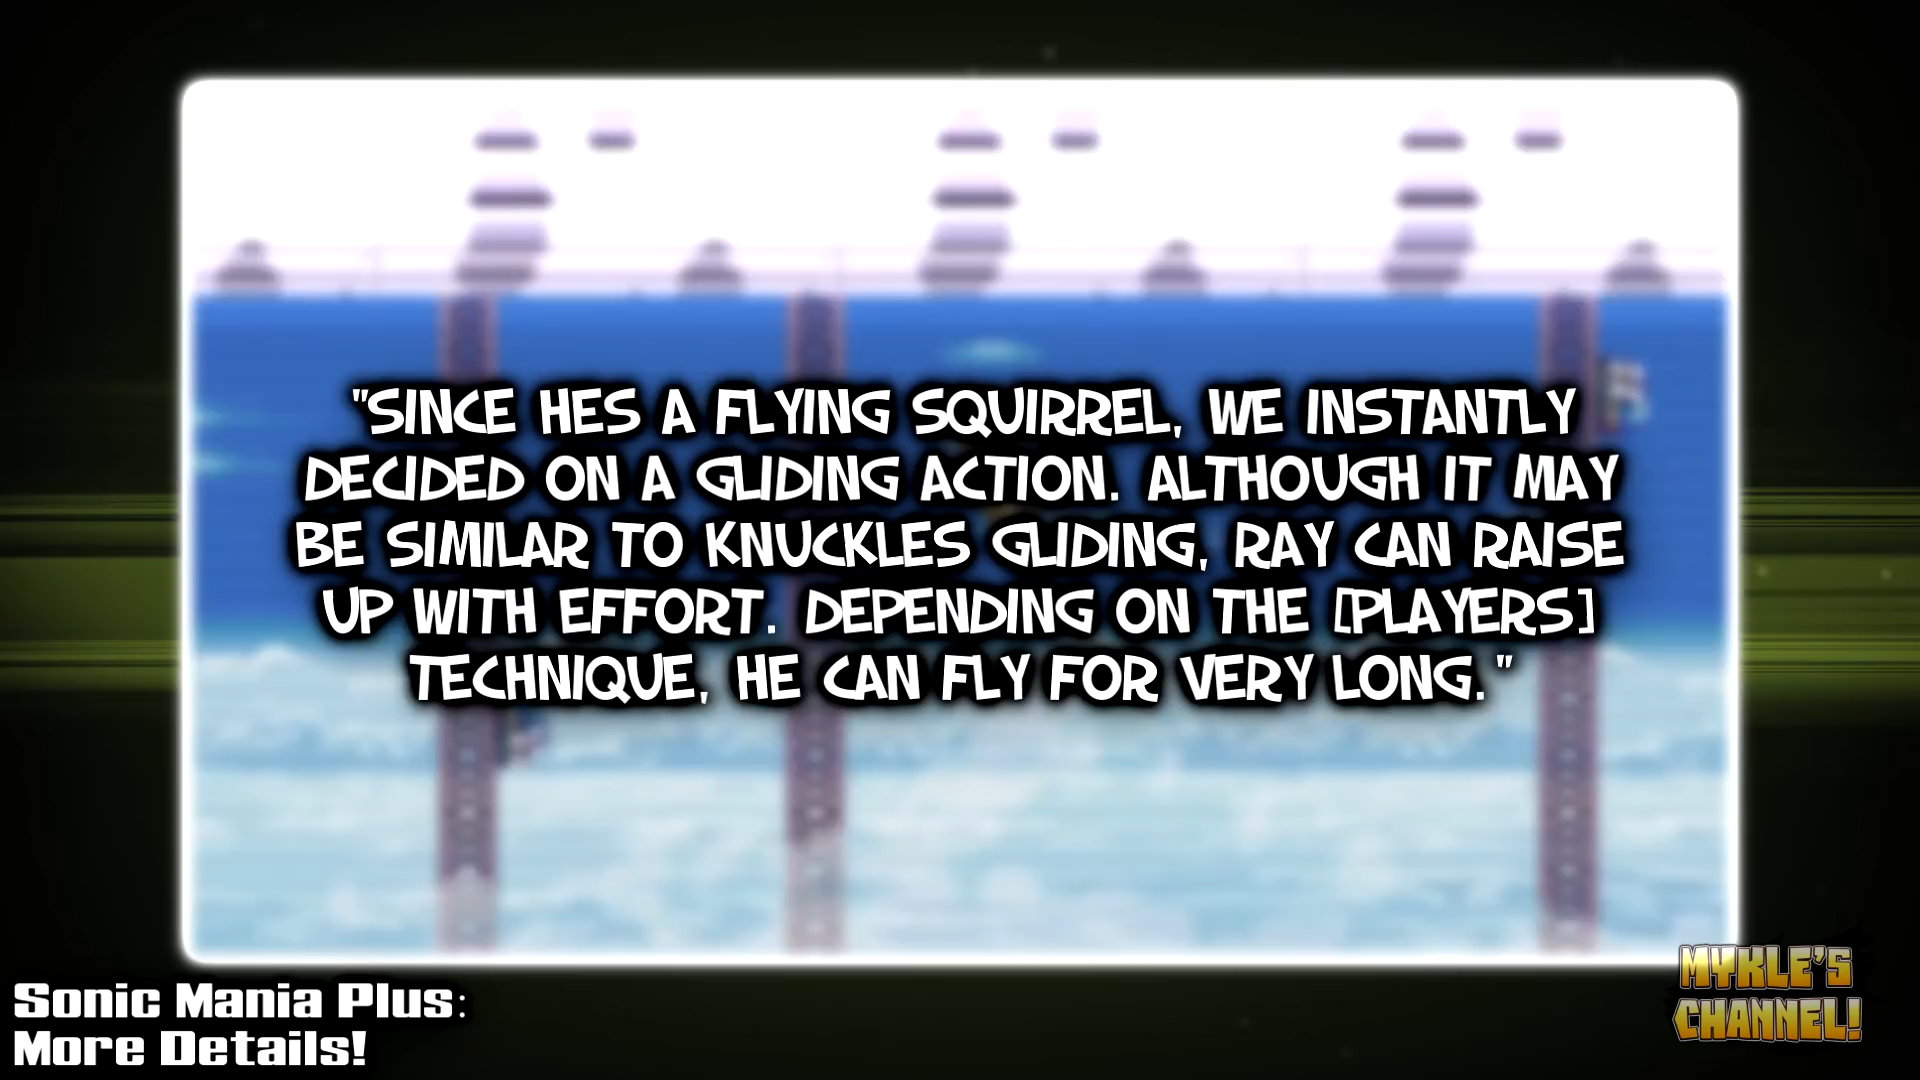 "SINCE HES A FLYING SQUIRREL, WE INSTANTLY
DECIDED ON A GLIDING ACTION. ALTHOUGH IT MAY
BE SIMILAR TO KNUCKLES GLIDING, RAY CAN RAISE
UP WITH EFFORT. DEPENDING ON THE [PLAYERS]
TECHNIQUE, HE CAN FLY FOR VERY LONG."
Sonic Mania Plus:
More Details!
MYKLE'S
CHANNEL!